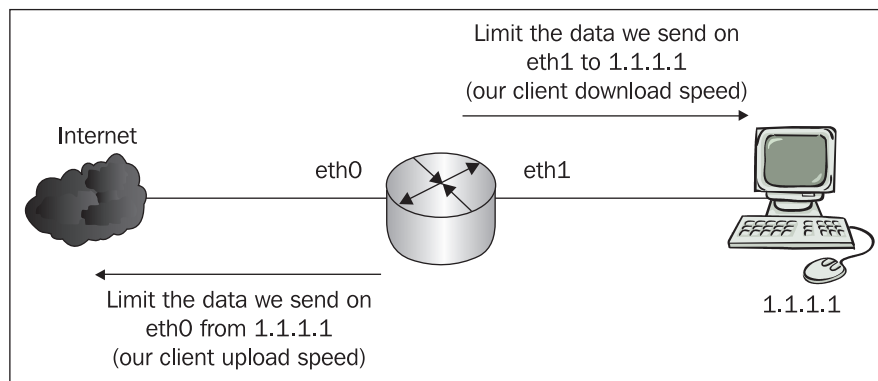 Limit the data we send on
eth1 to 1.1.1.1
(our client download speed)
Internet
eth0
eth1
Limit the data we send on
eth0 from 1.1.1.1
(our client upload speed)
1.1.1.1